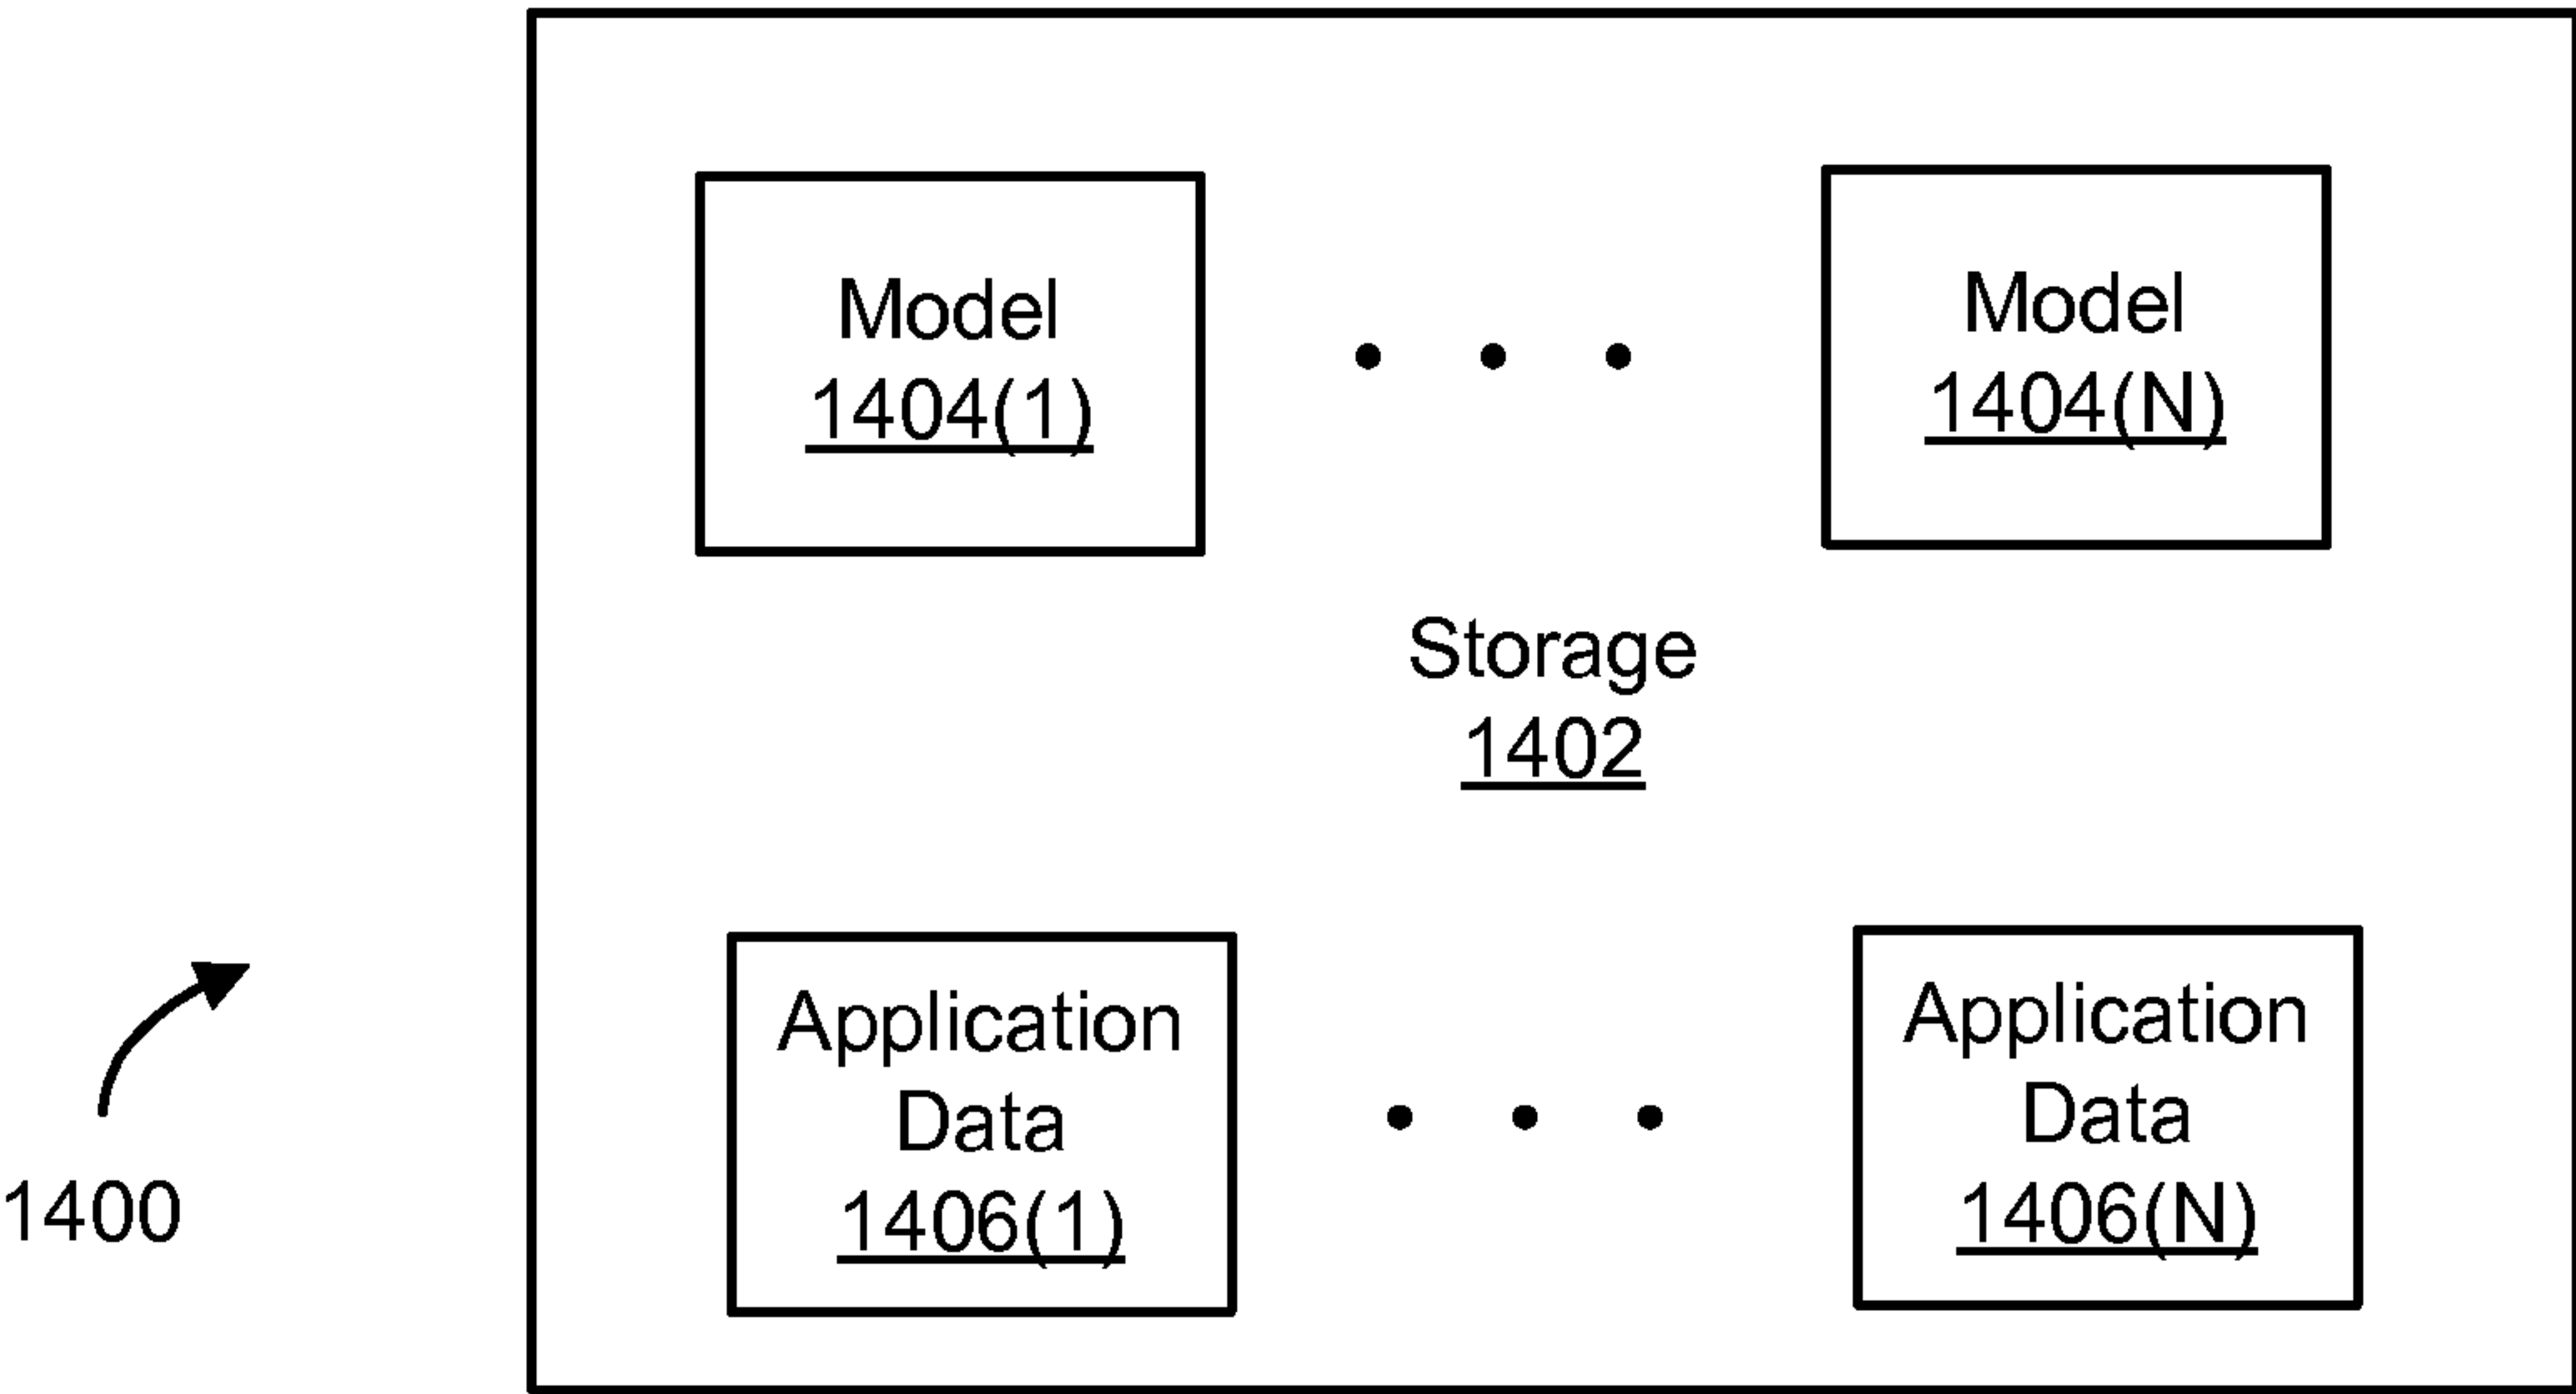 Model
1404(1)
Model
1404(N)
Storage
1402
Application
Data
1406(1)
Application
Data
1406(N)
1400